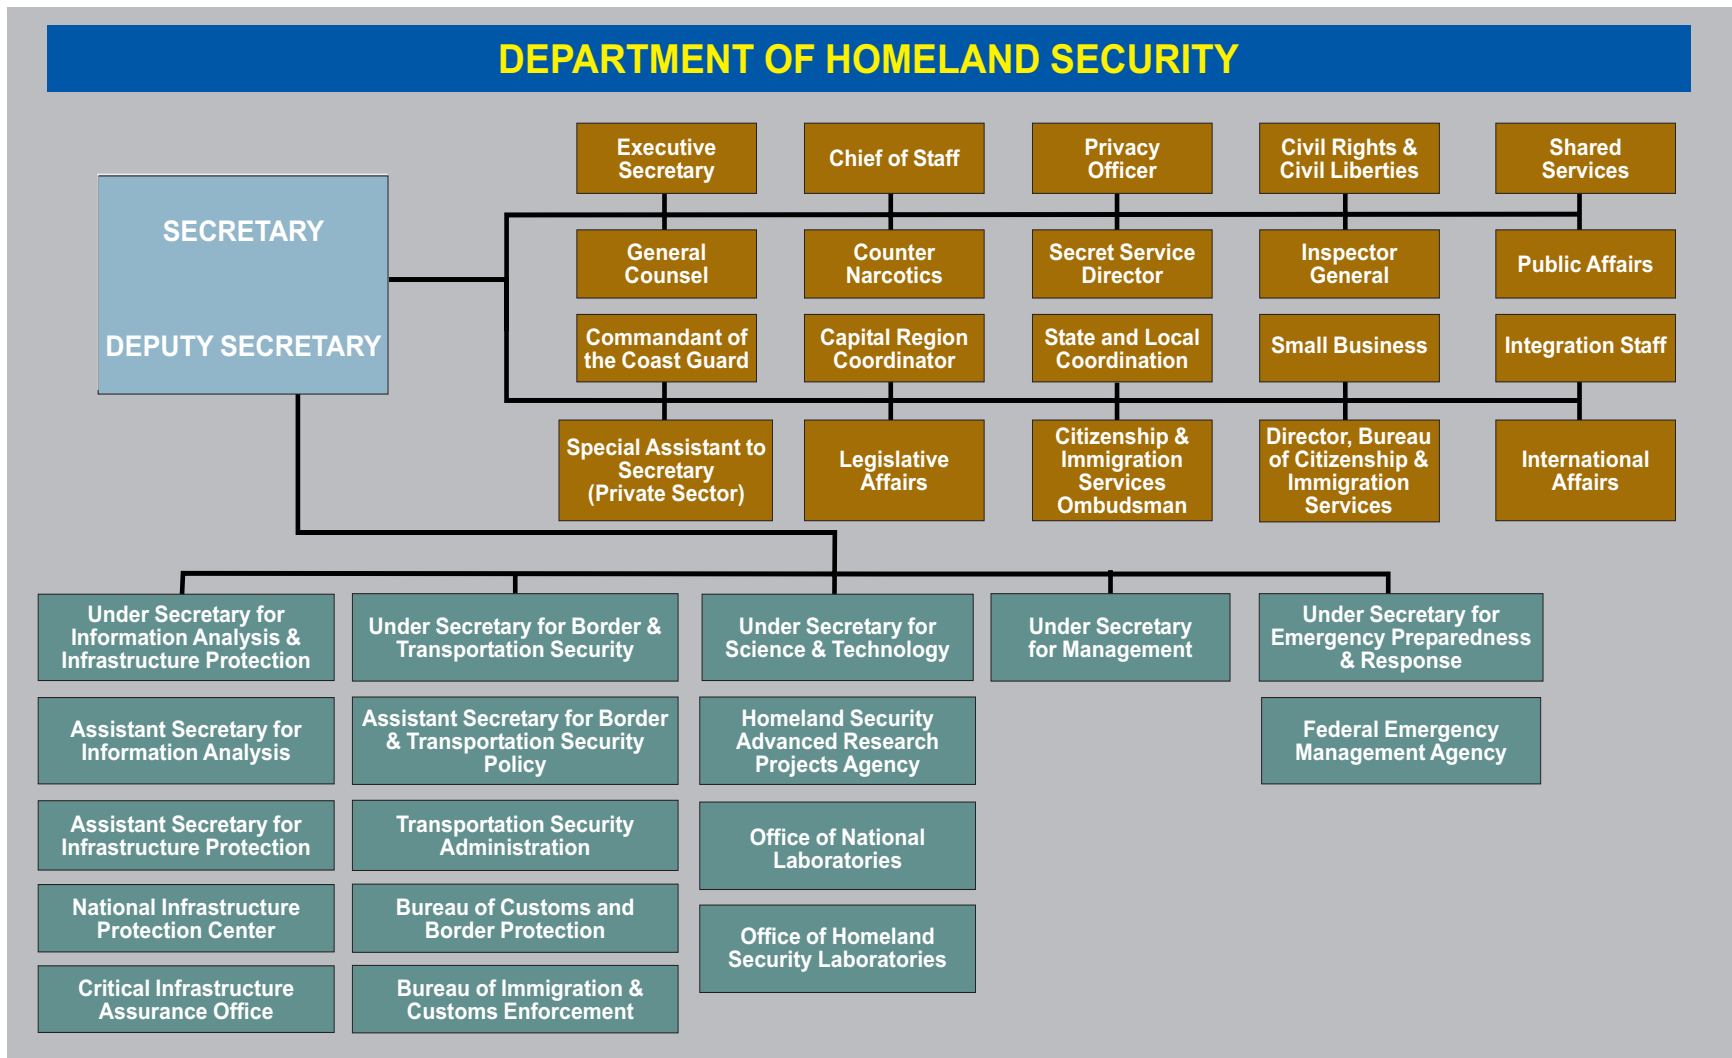 DEPARTMENT OF HOMELAND SECURITY
SECRETARY
DEPUTY SECRETARY
Executive
Secretary
Chief of Staff
Privacy
Officer
Civil Rights &
Civil Liberties
Shared
Services
General
Counsel
Counter
Narcotics
Secret Service
Director
Inspector
General
Public Affairs
Commandant of
the Coast Guard
Capital Region
Coordinator
State and Local
Coordination
Small Business
Integration Staff
Special Assistant to
Secretary
(Private Sector)
Legislative
Affairs
Citizenship &
Immigration
Services
Ombudsman
Director, Bureau
of Citizenship &
Immigration
Services
International
Affairs
Under Secretary for
Information Analysis &
Infrastructure Protection
Assistant Secretary for
Information Analysis
Assistant Secretary for
Infrastructure Protection
National Infrastructure
Protection Center
Critical Infrastructure
Assurance Office
Under Secretary for Border &
Transportation Security
Assistant Secretary for Border
& Transportation Security
Policy
Transportation Security
Administration
Bureau of Customs and
Border Protection
Bureau of Immigration &
Customs Enforcement
Under Secretary for
Science & Technology
Homeland Security
Advanced Research
Projects Agency
Office of National
Laboratories
Office of Homeland
Security Laboratories
Under Secretary
for Management
Under Secretary for
Emergency Preparedness
& Response
Federal Emergency
Management Agency